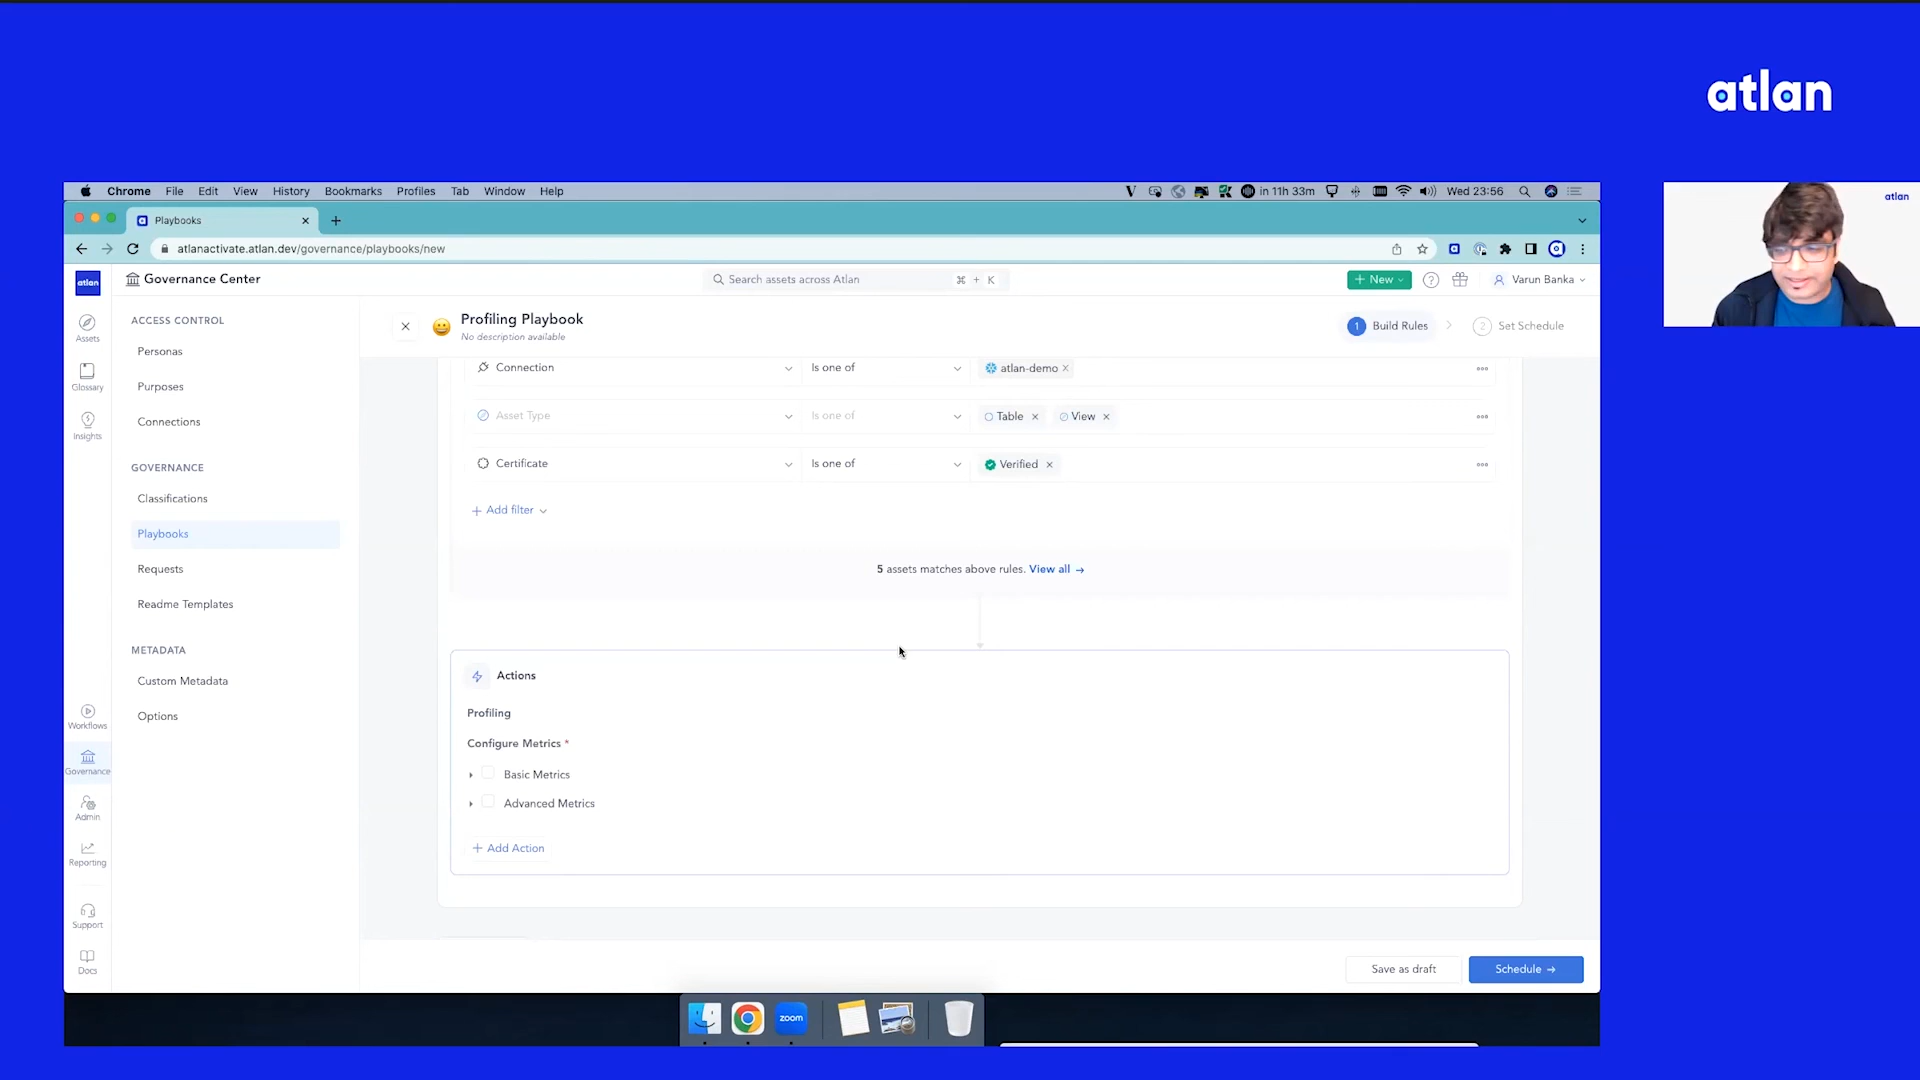 atlan
Chrome File Edit View History Bookmarks Profiles Tab Window Help
in 11h 33m Wed 23:56
atlan
Playbooks
atlanactivate.atlan.dev/governance/playbooks/new
atlan
Governance Center
Search assets across Atlan ⌘ + K
+ New
Varun Banka
Assets
Glossary
Insights
Workflows
Governance
Admin
Reporting
Support
Docs
ACCESS CONTROL
Personas
Purposes
Connections
GOVERNANCE
Classifications
Playbooks
Requests
Readme Templates
METADATA
Custom Metadata
Options
Profiling Playbook
No description available
1 Build Rules
2 Set Schedule
Connection Is one of atlan-demo
Asset Type Is one of Table View
Certificate Is one of Verified
+ Add filter
5 assets matches above rules. View all →
Actions
Profiling
Configure Metrics *
Basic Metrics
Advanced Metrics
+ Add Action
Save as draft
Schedule →
zoom